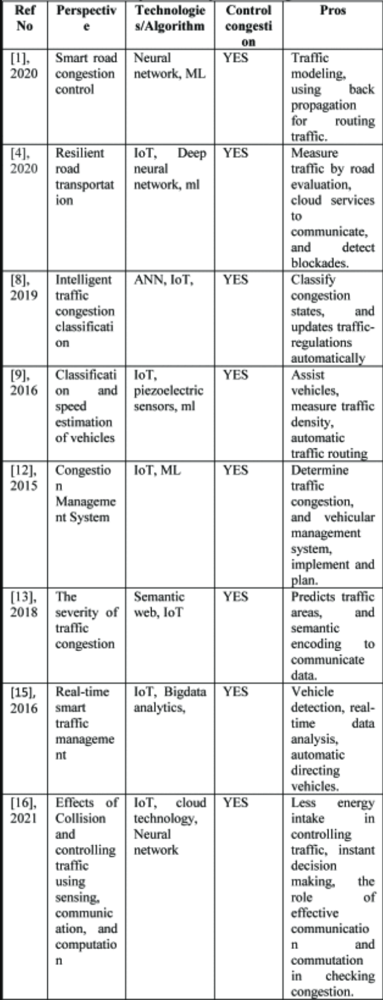 Ref No
Perspectiv
e
Technologie
s/Algorithm
Control
congesti
on
Pros
[1],
2020
Smart road
congestion
control
Neural
network, ML
YES
Traffic
modeling,
using back
propagation
for routing
traffic.
[4],
2020
Resilient
road
transportat
ion
IoT, Deep
neural
network, ml
YES
Measure
traffic by road
evaluation,
cloud services
to
communicate,
and detect
blockades.
[8],
2019
Intelligent
traffic
congestion
classificati
on
ANN, IoT,
YES
Classify
congestion
states, and
updates traffic-
regulations
automatically
[9],
2016
Classificati
on and
speed
estimation
of vehicles
IoT,
piezoelectric
sensors, ml
YES
Assist
vehicles,
measure traffic
density,
automatic
traffic routing
[12],
2015
Congestio
n
Manageme
nt System
IoT, ML
YES
Determine
traffic
congestion,
and vehicular
management
system,
implement and
plan.
[13],
2018
The
severity of
traffic
congestion
Semantic
web, IoT
YES
Predicts traffic
areas, and
semantic
encoding to
communicate
data.
[15],
2016
Real-time
smart
traffic
manageme
nt
IoT, Bigdata
analytics,
YES
Vehicle
detection, real-
time data
analysis,
automatic
directing
vehicles.
[16],
2021
Effects of
Collision
and
controlling
traffic
using
sensing,
communic
ation, and
computatio
n
IoT, cloud
technology,
Neural
network
YES
Less energy
intake in
controlling
traffic, instant
decision
making, the
role of
effective
communicatio
n and
commutation
in checking
congestion.